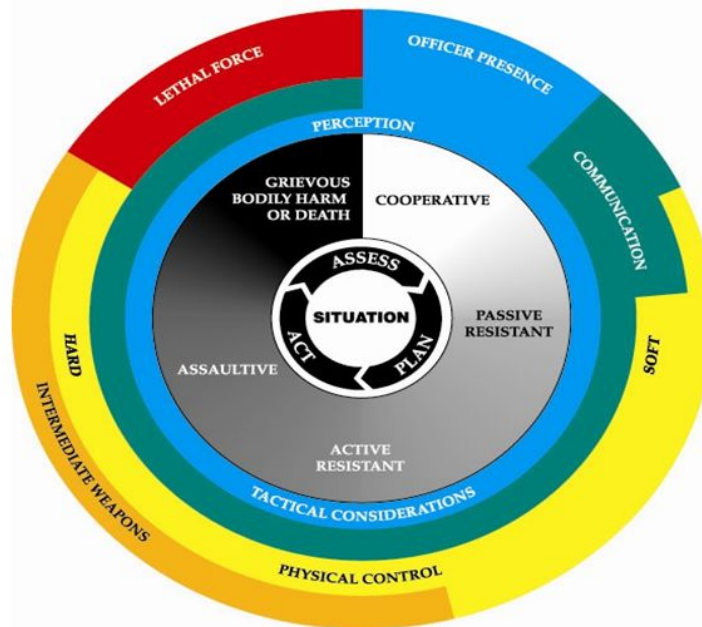 LETHAL FORCE
OFFICER PRESENCE
COMMUNICATION
PERCEPTION
GRIEVOUS
BODILY HARM
OR DEATH
COOPERATIVE
ASSESS
SITUATION
ACT
PLAN
PASSIVE
RESISTANT
ASSAULTIVE
ACTIVE
RESISTANT
HARD
SOFT
TACTICAL CONSIDERATIONS
INTERMEDIATE WEAPONS
PHYSICAL CONTROL